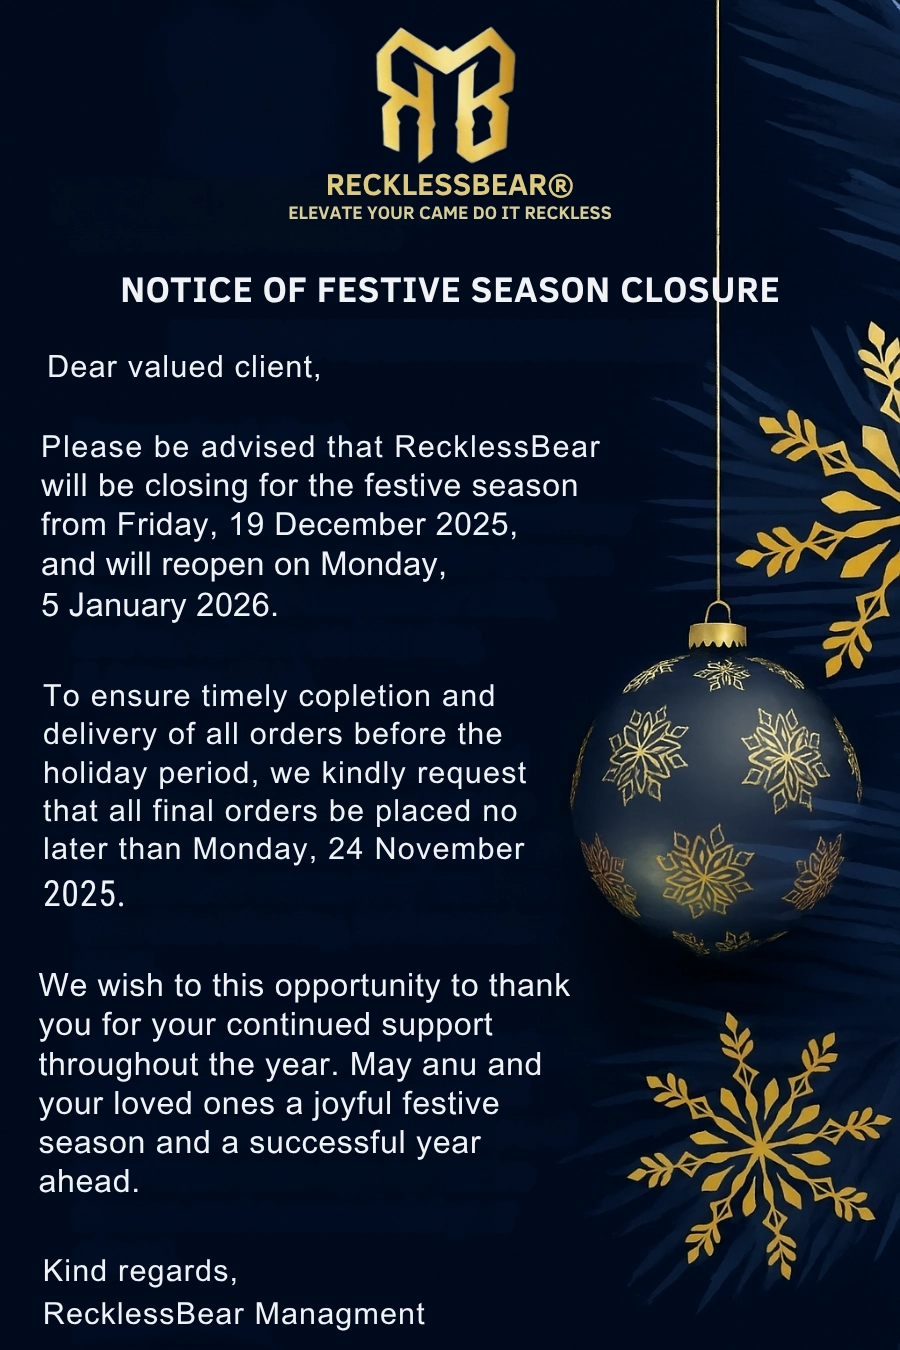 RB
RECKLESSBEAR®
ELEVATE YOUR CAME DO IT RECKLESS
NOTICE OF FESTIVE SEASON CLOSURE
Dear valued client,
Please be advised that RecklessBear
will be closing for the festive season
from Friday, 19 December 2025,
and will reopen on Monday,
5 January 2026.
To ensure timely copletion and
delivery of all orders before the
holiday period, we kindly request
that all final orders be placed no
later than Monday, 24 November
2025.
We wish to this opportunity to thank
you for your continued support
throughout the year. May anu and
your loved ones a joyful festive
season and a successful year
ahead.
Kind regards,
RecklessBear Managment